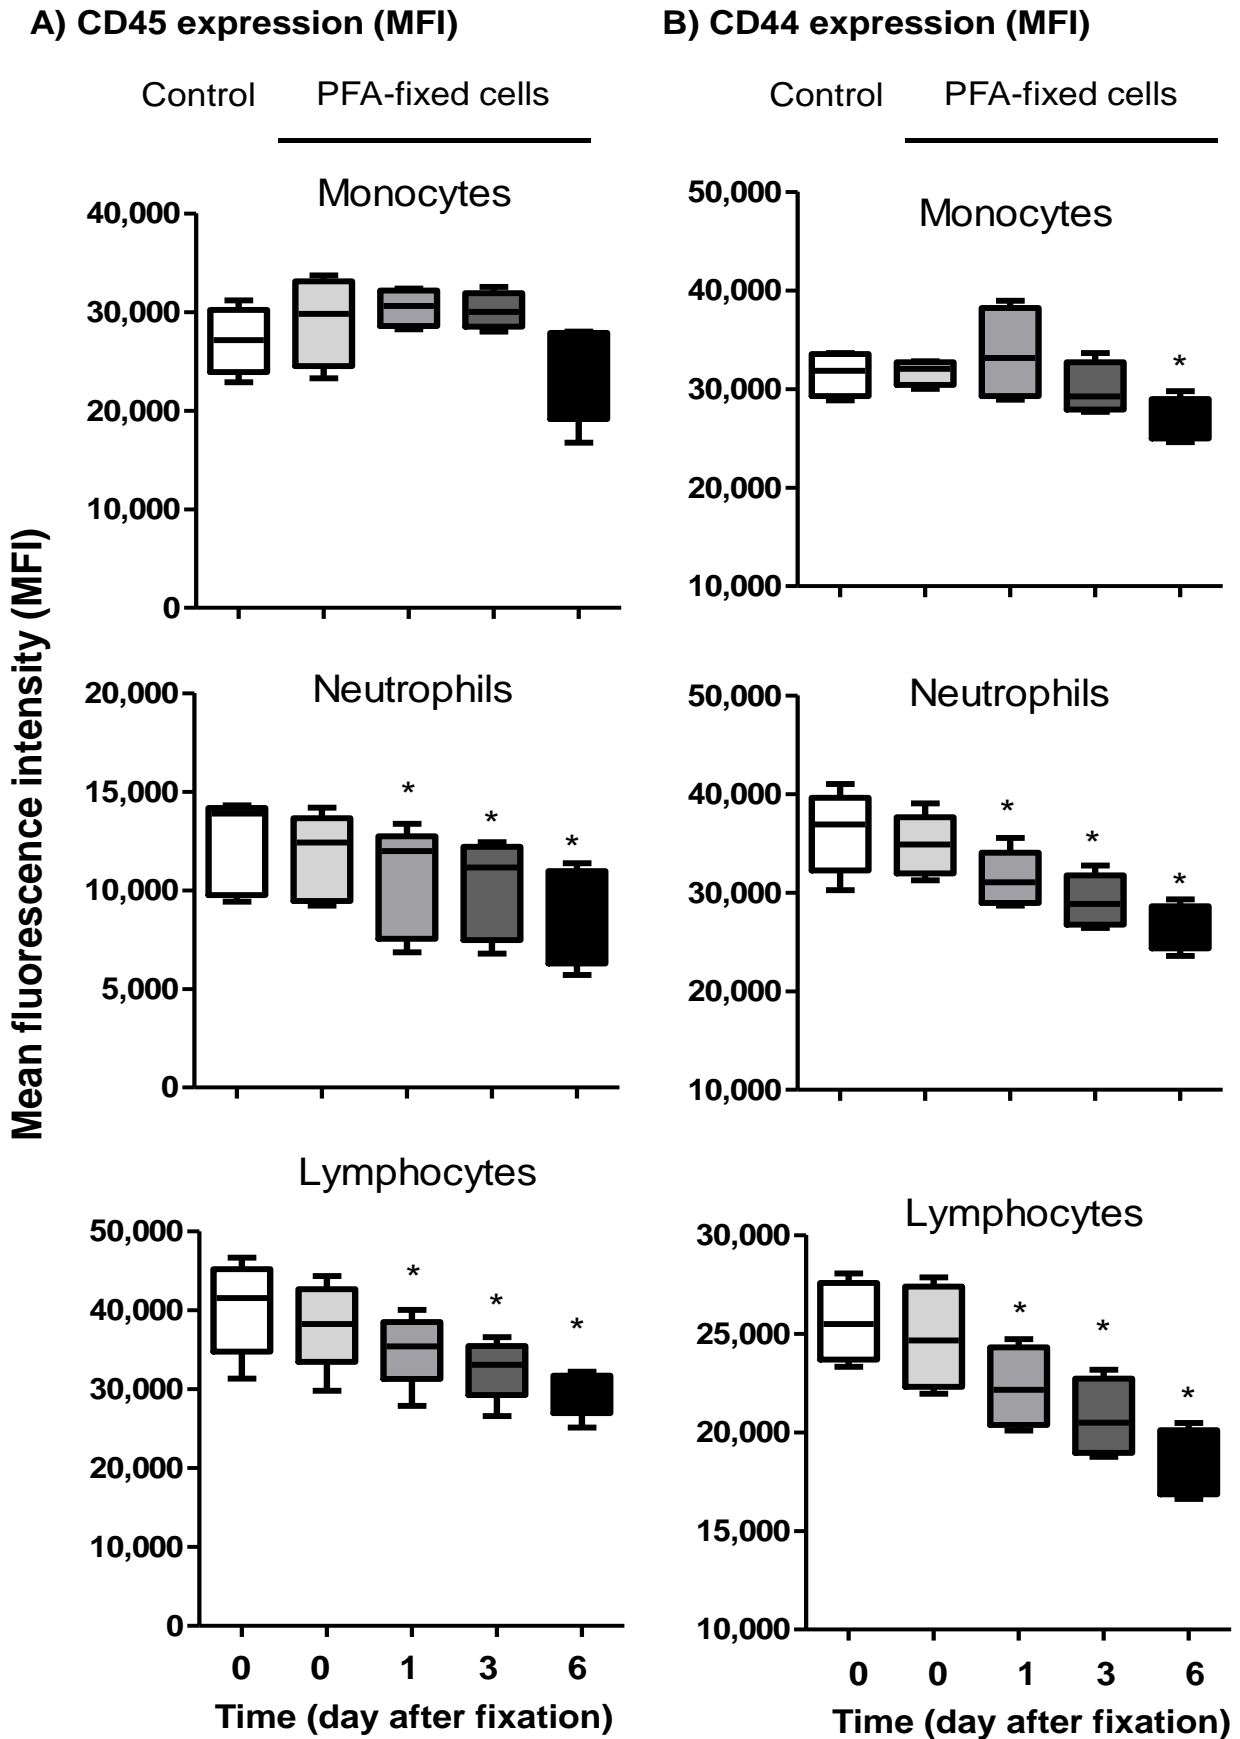 A) CD45 expression (MFI)
Control PFA-fixed cells
Monocytes
40,000
30,000
20,000
10,000
0
Neutrophils
20,000
*
15,000
*
*
10,000
5,000
0
Lymphocytes
50,000
*
40,000
*
*
30,000
20,000
10,000
0
0 0 1 3 6
Time (day after fixation)
Mean fluorescence intensity (MFI)
B) CD44 expression (MFI)
Control PFA-fixed cells
50,000
Monocytes
40,000
*
30,000
20,000
10,000
Neutrophils
50,000
40,000
*
*
*
30,000
20,000
10,000
Lymphocytes
30,000
*
*
25,000
*
20,000
15,000
10,000
0 0 1 3 6
Time (day after fixation)